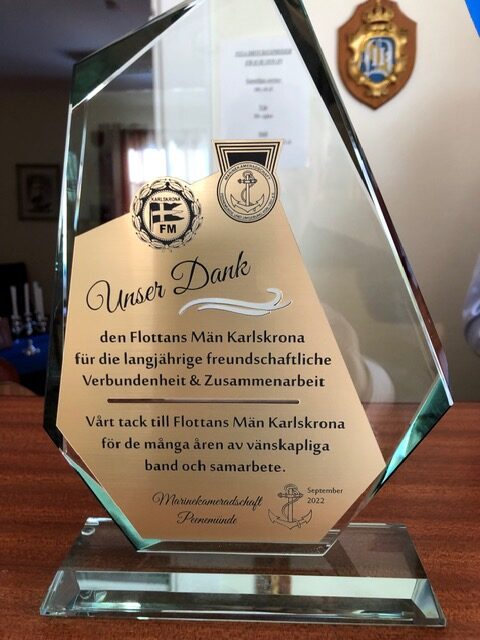 KARLSKRONA
FM
Unser Dank
den Flottans Män Karlskrona
für die langjährige freundschaftliche
Verbundenheit & Zusammenarbeit
Vårt tack till Flottans Män Karlskrona
för de många åren av vänskapliga
band och samarbete.
Marinekameradschaft
Peenemünde
September
2022